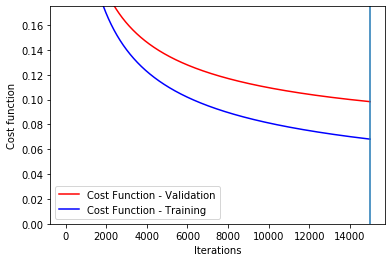 Cost function
0.16
0.14
0.12
0.10
0.08
0.06
0.04
0.02
0.00
Cost Function - Validation
Cost Function - Training
0 2000 4000 6000 8000 10000 12000 14000
Iterations